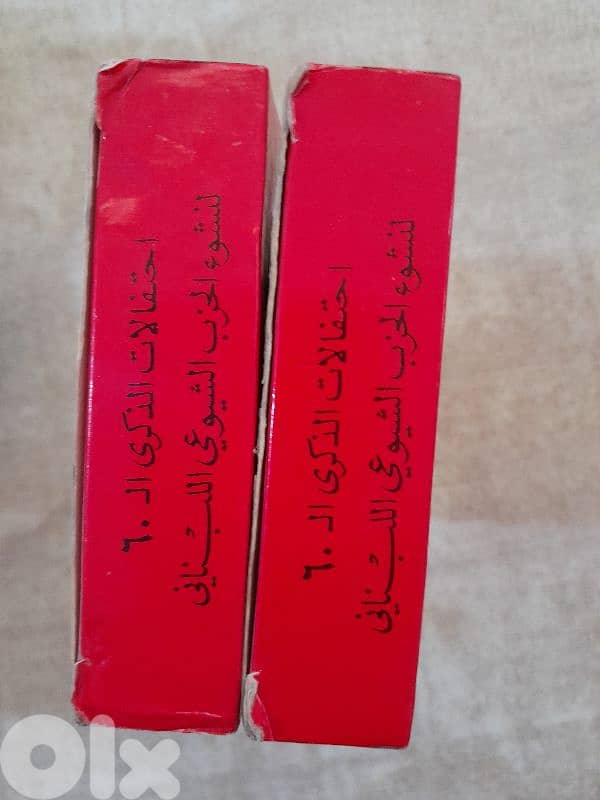 احتفالات الذكرى الـ ٦٠
لنشوء الحزب الشيوعي اللبناني
احتفالات الذكرى الـ ٦٠
لنشوء الحزب الشيوعي اللبناني
olx